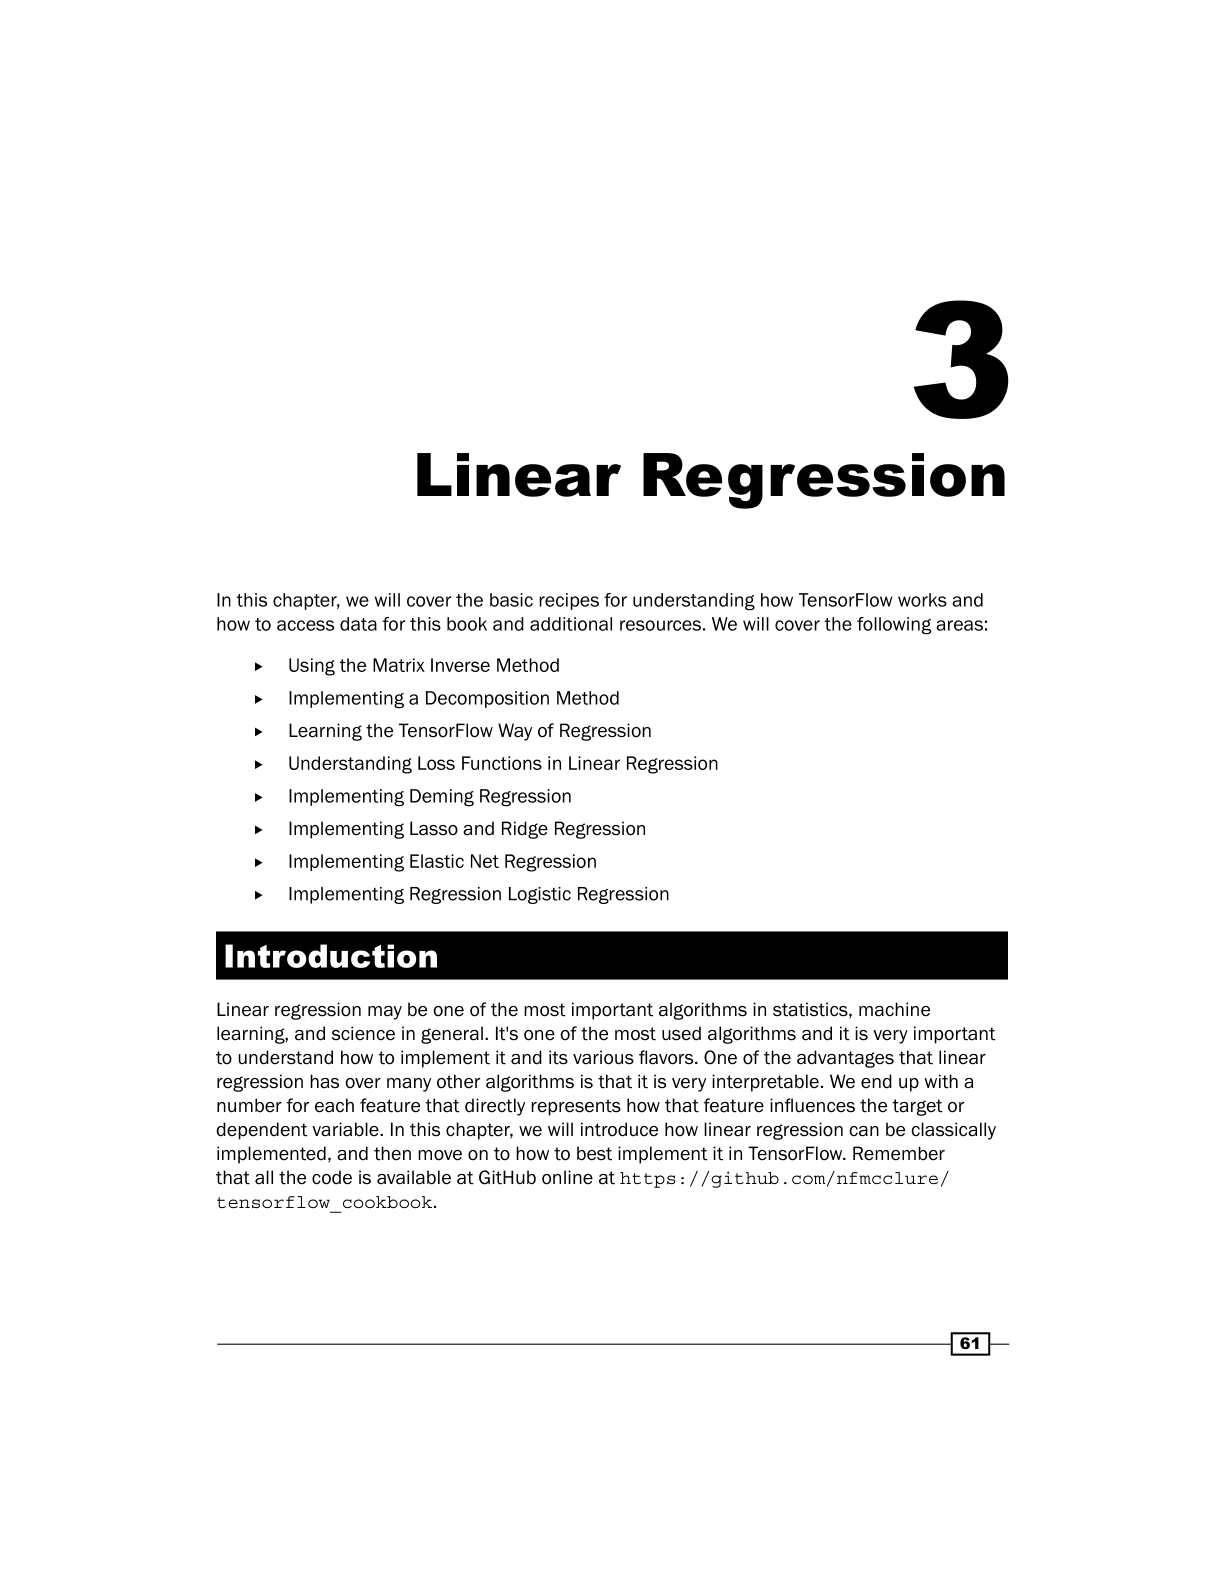 3
Linear Regression
In this chapter, we will cover the basic recipes for understanding how TensorFlow works and
how to access data for this book and additional resources. We will cover the following areas:
Using the Matrix Inverse Method
Implementing a Decomposition Method
Learning the TensorFlow Way of Regression
Understanding Loss Functions in Linear Regression
Implementing Deming Regression
Implementing Lasso and Ridge Regression
Implementing Elastic Net Regression
Implementing Regression Logistic Regression
Introduction
Linear regression may be one of the most important algorithms in statistics, machine
learning, and science in general. It's one of the most used algorithms and it is very important
to understand how to implement it and its various flavors. One of the advantages that linear
regression has over many other algorithms is that it is very interpretable. We end up with a
number for each feature that directly represents how that feature influences the target or
dependent variable. In this chapter, we will introduce how linear regression can be classically
implemented, and then move on to how to best implement it in TensorFlow. Remember
that all the code is available at GitHub online at https://github.com/nfmcclure/
tensorflow_cookbook.
61